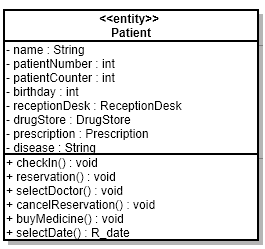 <<entity>>
Patient
- name : String
- patientNumber : int
- patientCounter : int
- birthday : int
- receptionDesk : ReceptionDesk
- drugStore : DrugStore
- prescription : Prescription
- disease : String
+ checkIn() : void
+ reservation() : void
+ selectDoctor() : void
+ cancelReservation() : void
+ buyMedicine() : void
+ selectDate() : R_date